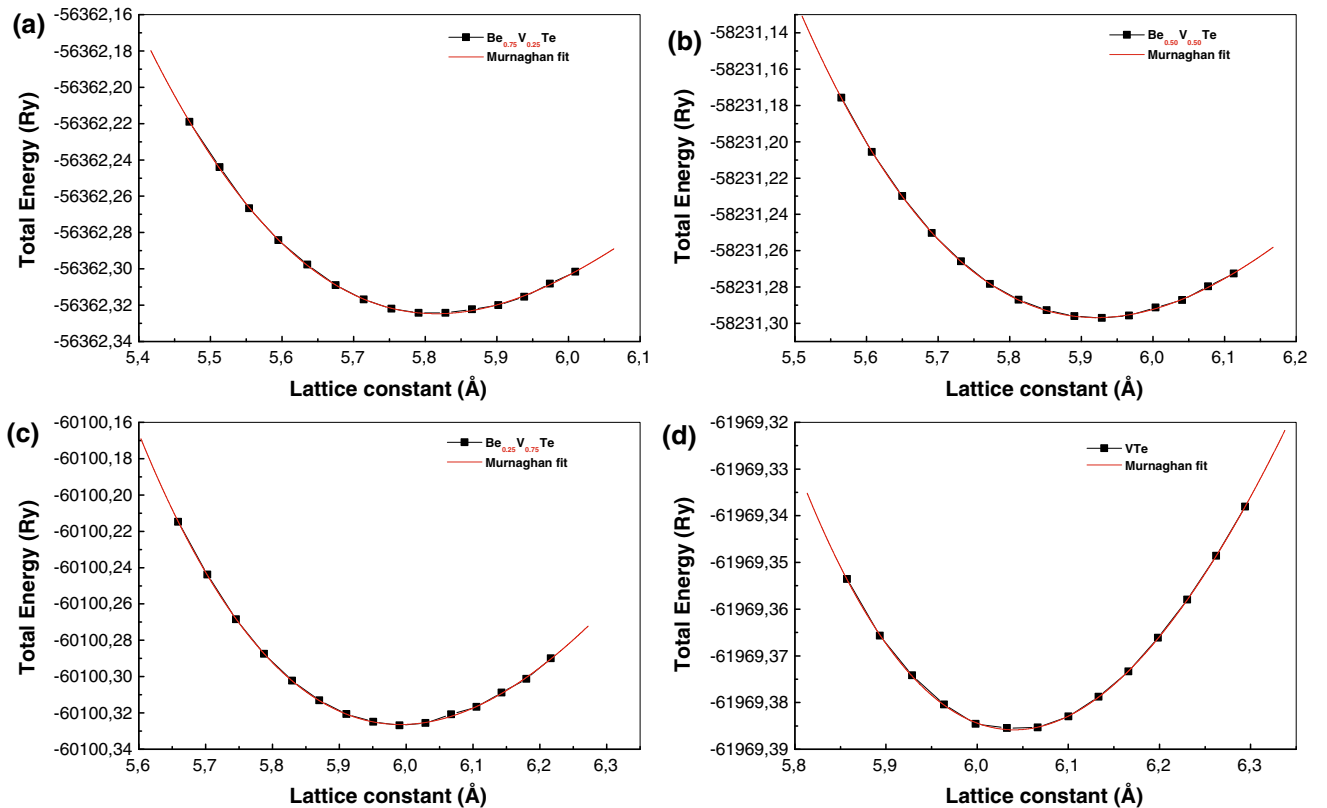 (a)
-56362,16
-56362,18
-56362,20
-56362,22
-56362,24
-56362,26
-56362,28
-56362,30
-56362,32
-56362,34
Total Energy (Ry)
Be0.75V0.25Te
Murnaghan fit
5,4 5,5 5,6 5,7 5,8 5,9 6,0 6,1
Lattice constant (Å)
(b)
-58231,14
-58231,16
-58231,18
-58231,20
-58231,22
-58231,24
-58231,26
-58231,28
-58231,30
Total Energy (Ry)
Be0.50V0.50Te
Murnaghan fit
5,5 5,6 5,7 5,8 5,9 6,0 6,1 6,2
Lattice constant (Å)
(c)
-60100,16
-60100,18
-60100,20
-60100,22
-60100,24
-60100,26
-60100,28
-60100,30
-60100,32
-60100,34
Total Energy (Ry)
Be0.25V0.75Te
Murnaghan fit
5,6 5,7 5,8 5,9 6,0 6,1 6,2 6,3
Lattice constant (Å)
(d)
-61969,32
-61969,33
-61969,34
-61969,35
-61969,36
-61969,37
-61969,38
-61969,39
Total Energy (Ry)
VTe
Murnaghan fit
5,8 5,9 6,0 6,1 6,2 6,3
Lattice constant (Å)